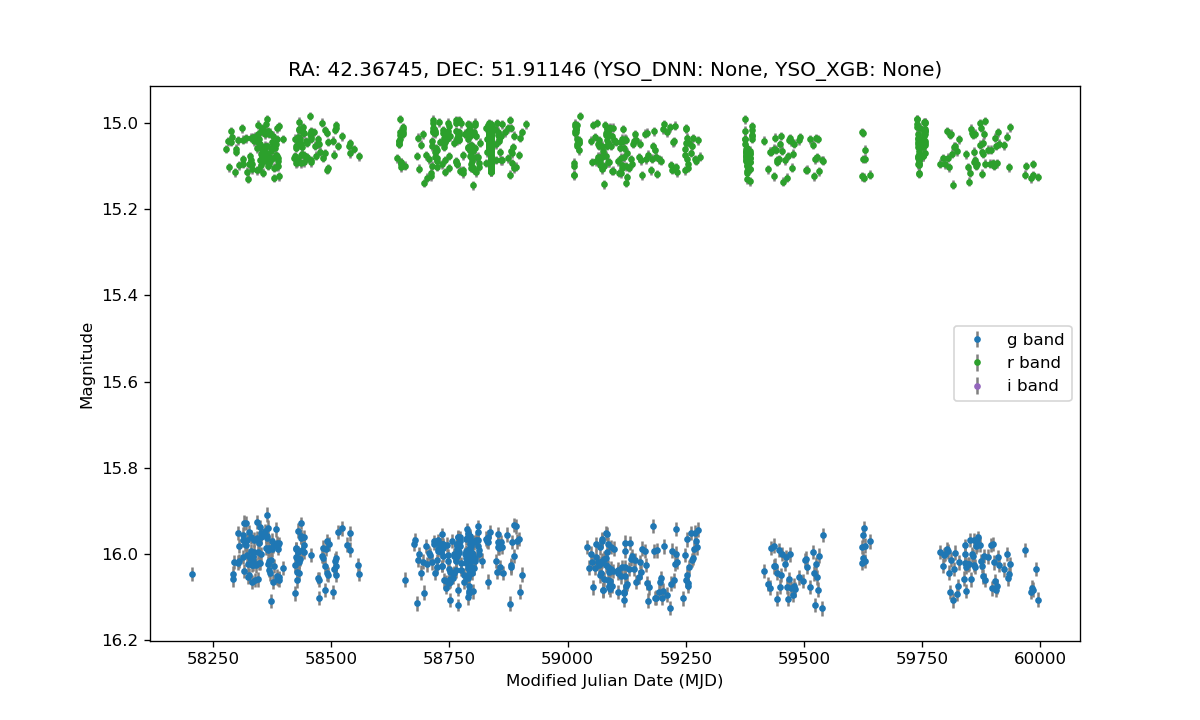 RA: 42.36745, DEC: 51.91146 (YSO_DNN: None, YSO_XGB: None)
Magnitude
15.0
15.2
15.4
15.6
15.8
16.0
16.2
g band
r band
i band
58250 58500 58750 59000 59250 59500 59750 60000
Modified Julian Date (MJD)